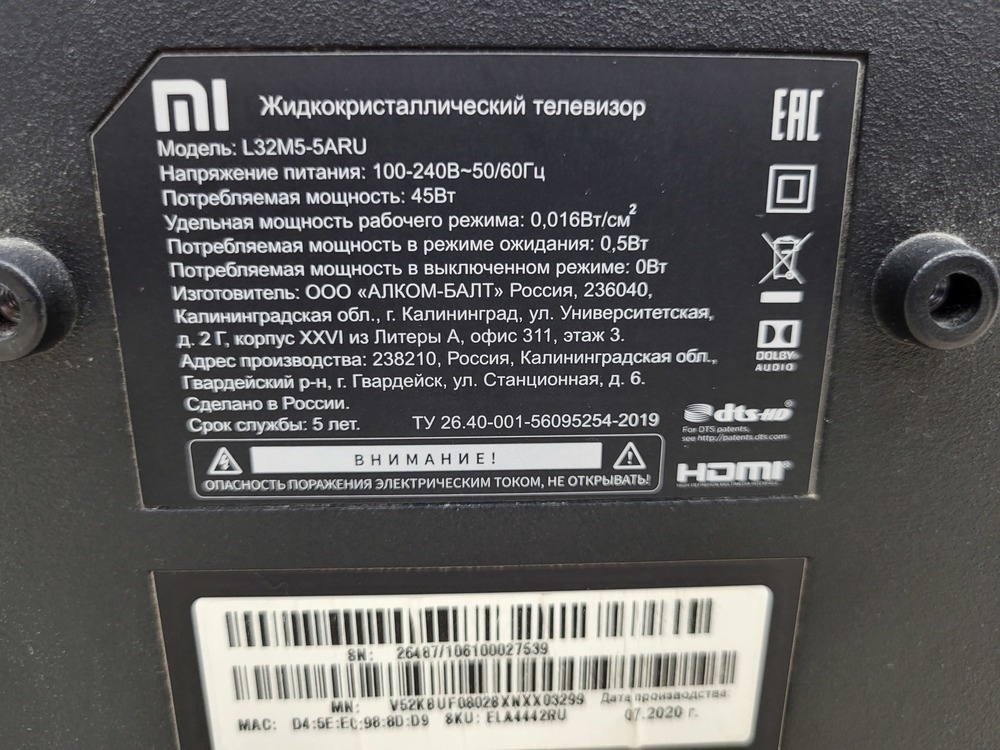 MI Жидкокристаллический телевизор
EAC
Модель: L32M5-5ARU
Напряжение питания: 100-240В~50/60Гц
Потребляемая мощность: 45Вт
Удельная мощность рабочего режима: 0,016Вт/см²
Потребляемая мощность в режиме ожидания: 0,5Вт
Потребляемая мощность в выключенном режиме: 0Вт
Изготовитель: ООО «АЛКОМ-БАЛТ» Россия, 236040,
Калининградская обл., г. Калининград, ул. Университетская,
д. 2 Г, корпус XXVI из Литеры А, офис 311, этаж 3.
Адрес производства: 238210, Россия, Калининградская обл.,
Гвардейский р-н, г. Гвардейск, ул. Станционная, д. 6.
Сделано в России.
Срок службы: 5 лет. ТУ 26.40-001-56095254-2019
DOLBY
AUDIO
dts-HD
For DTS patents,
see http://patents.dts.com
HDMI
HIGH-DEFINITION MULTIMEDIA INTERFACE
ВНИМАНИЕ!
ОПАСНОСТЬ ПОРАЖЕНИЯ ЭЛЕКТРИЧЕСКИМ ТОКОМ, НЕ ОТКРЫВАТЬ!
SN: 26487/106100027539
MN: V52K8UF08028XNXX03299
Дата производства:
MAC: D4:5E:EC:98:8D:D9 SKU: ELA4442RU 07.2020 г.